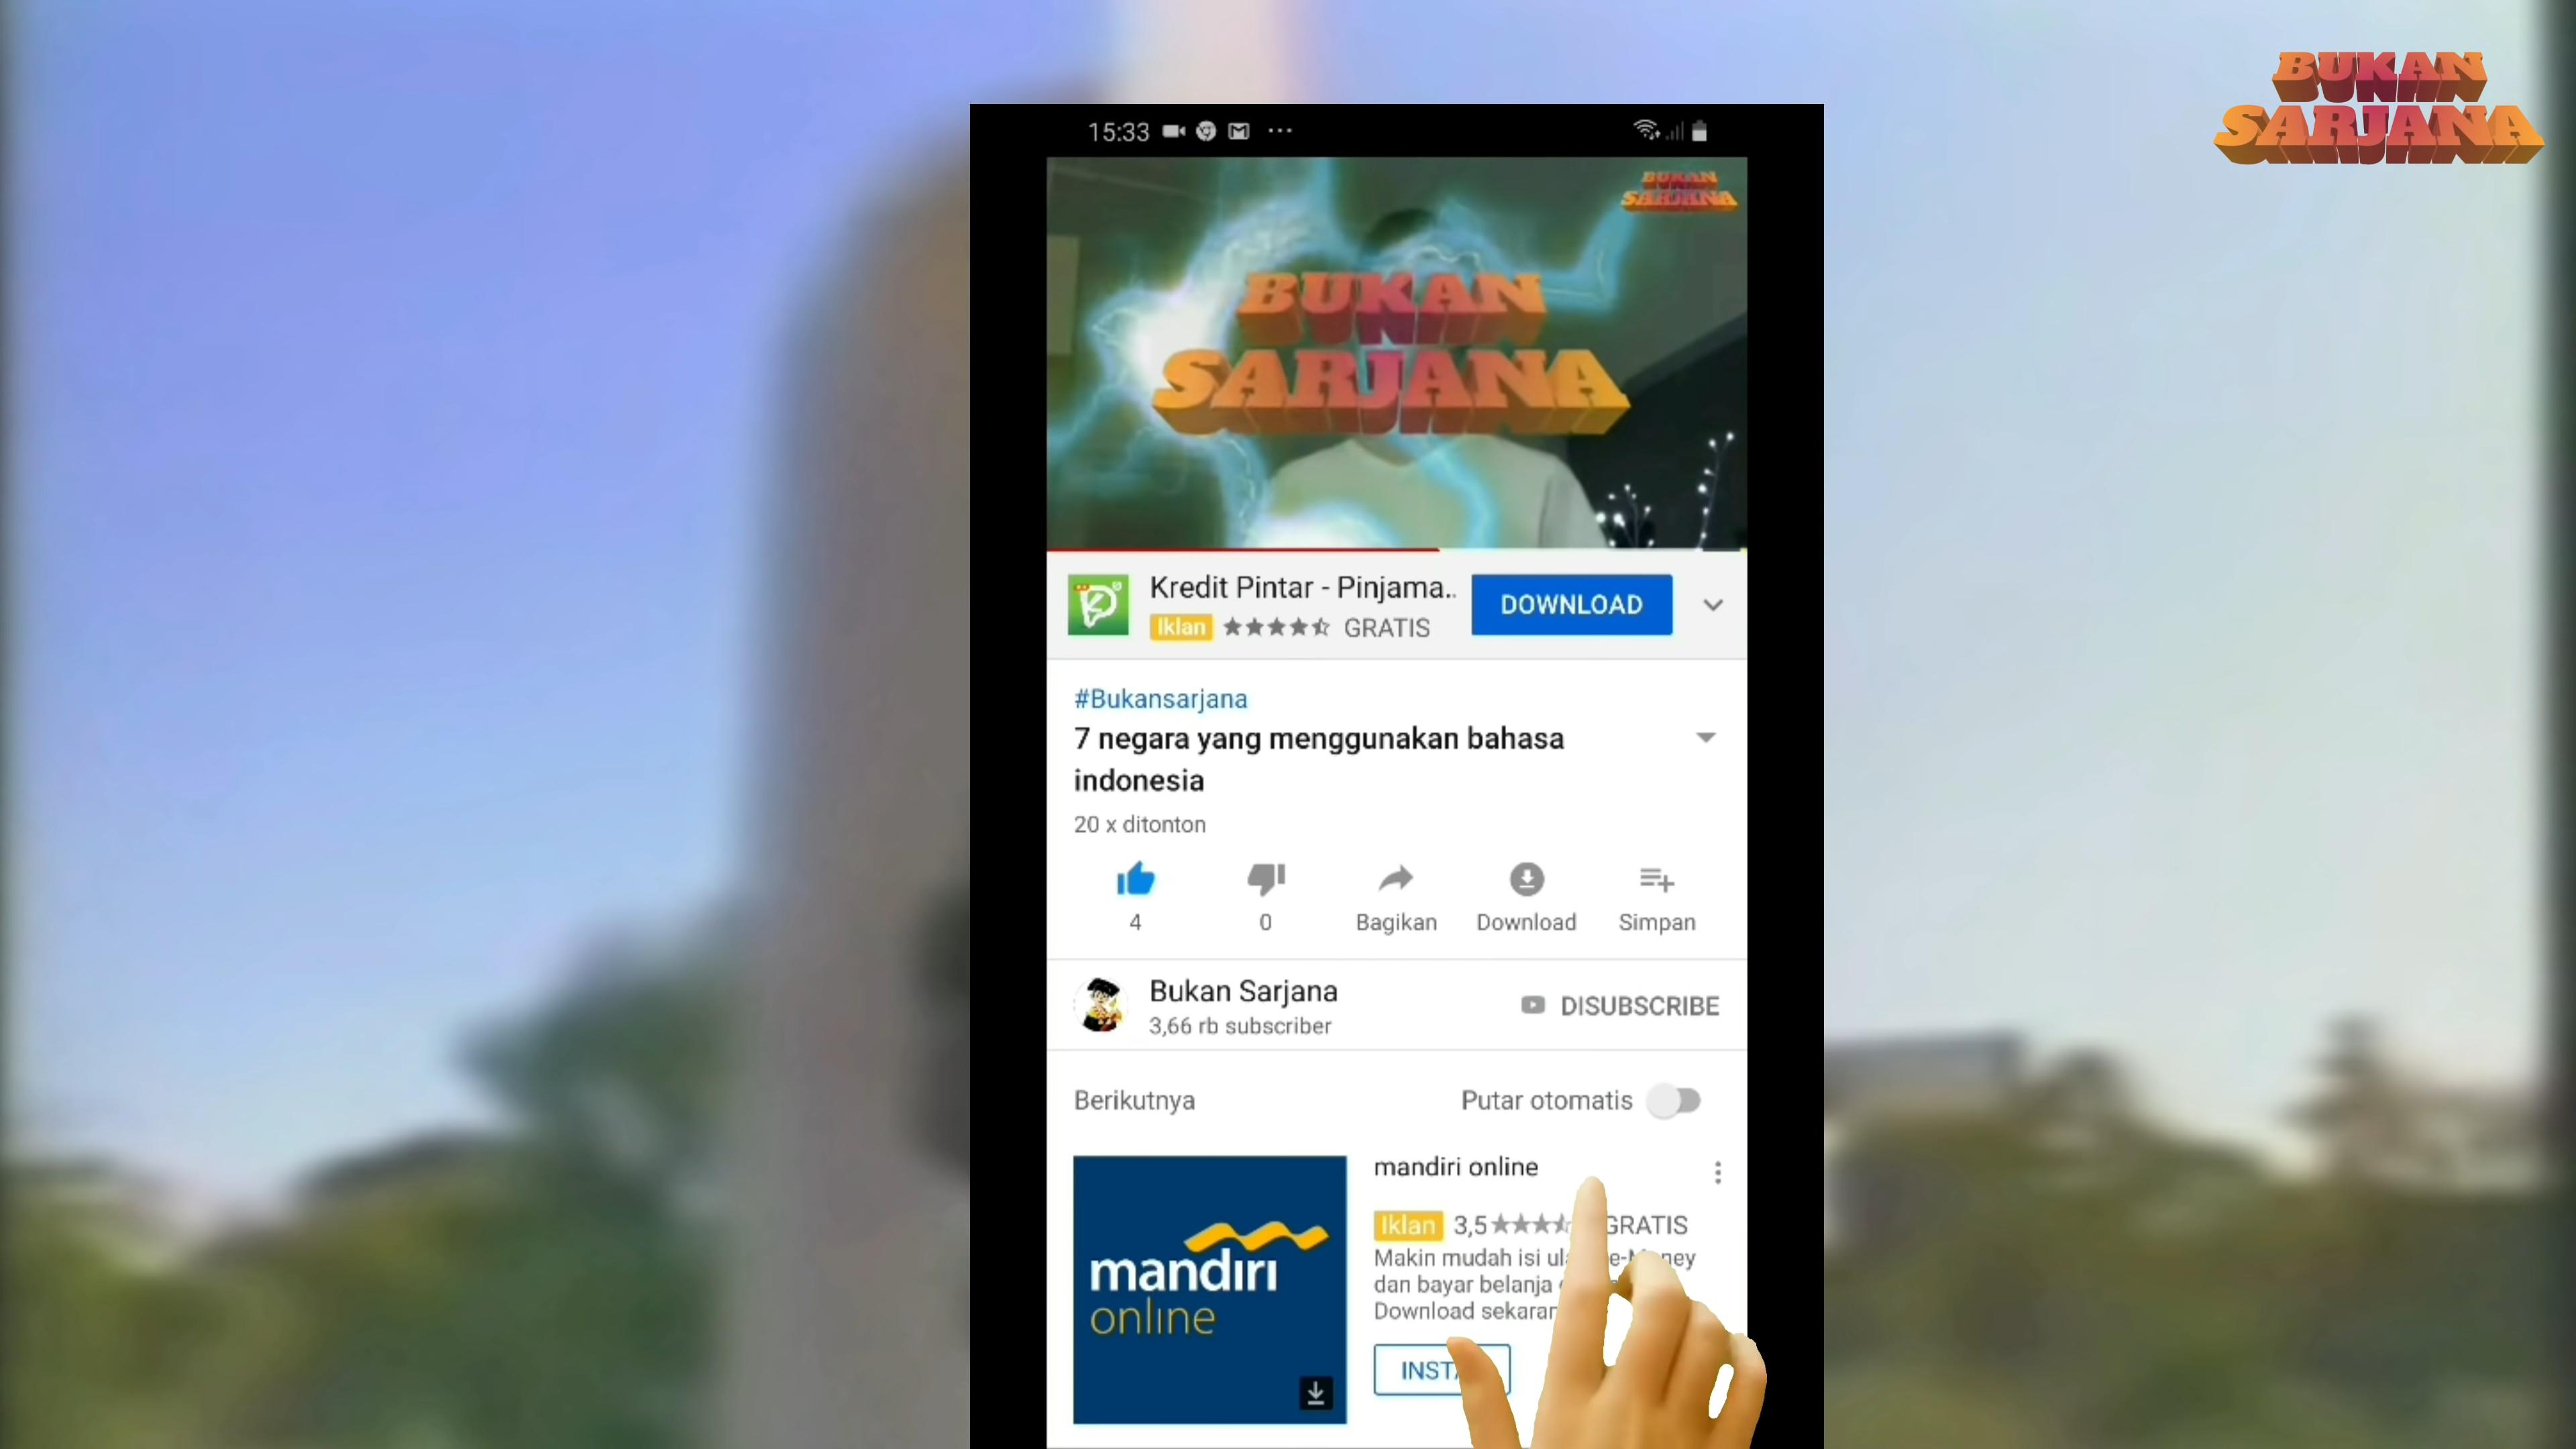 BUKAN
SARJANA
15:33
BUKAN
SARJANA
BUKAN
SARJANA
Kredit Pintar - Pinjama..
Iklan GRATIS
DOWNLOAD
#Bukansarjana
7 negara yang menggunakan bahasa
indonesia
20 x ditonton
4
0
Bagikan
Download
Simpan
Bukan Sarjana
3,66 rb subscriber
DISUBSCRIBE
Berikutnya
Putar otomatis
mandiri
online
mandiri online
Iklan 3,5 GRATIS
Makin mudah isi
dan bayar belanja
Download